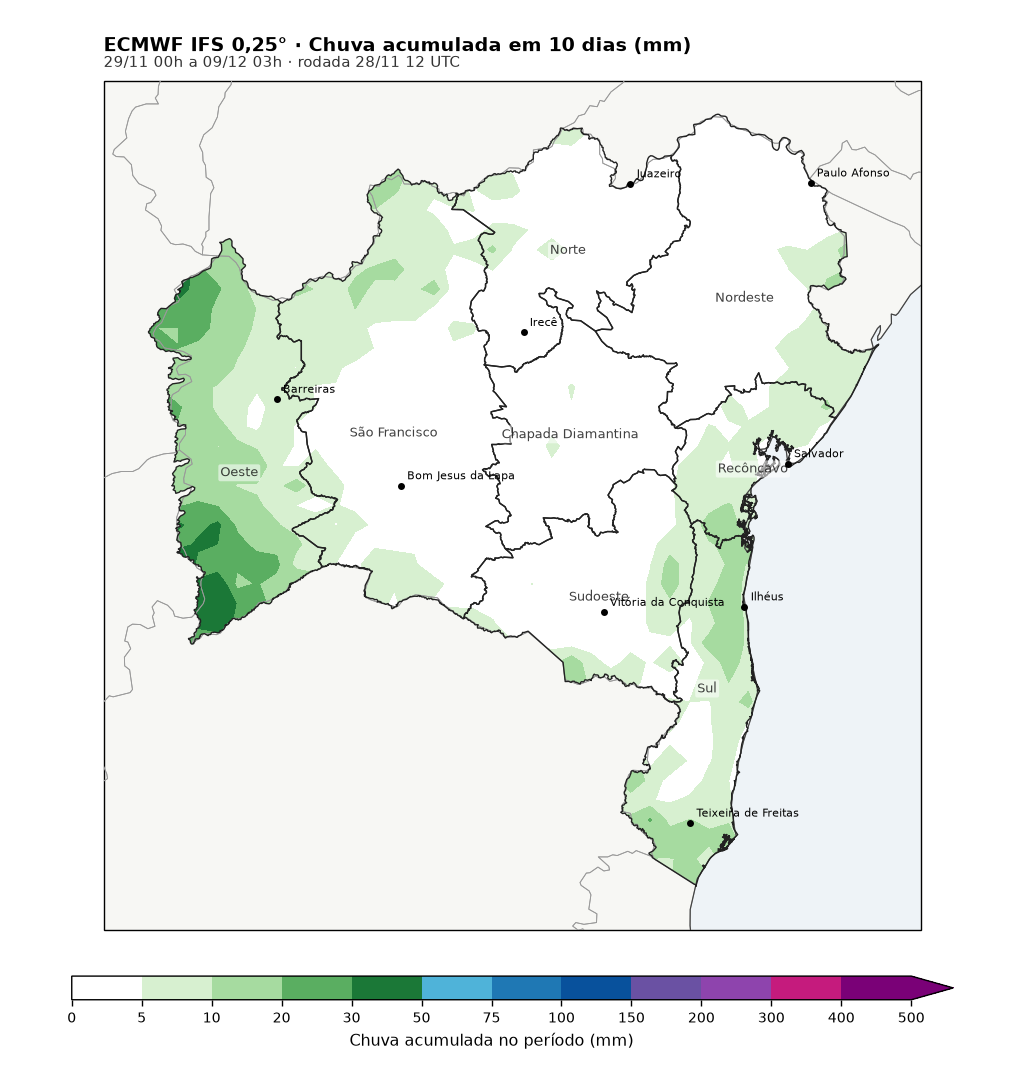 ECMWF IFS 0,25° · Chuva acumulada em 10 dias (mm)
29/11 00h a 09/12 03h · rodada 28/11 12 UTC
Juazeiro
Paulo Afonso
Norte
Nordeste
Irecê
Barreiras
São Francisco
Chapada Diamantina
Salvador
Recôncavo
Oeste
Bom Jesus da Lapa
Sudoeste
Vitória da Conquista
Ilhéus
Sul
Teixeira de Freitas
0 5 10 20 30 50 75 100 150 200 300 400 500
Chuva acumulada no período (mm)